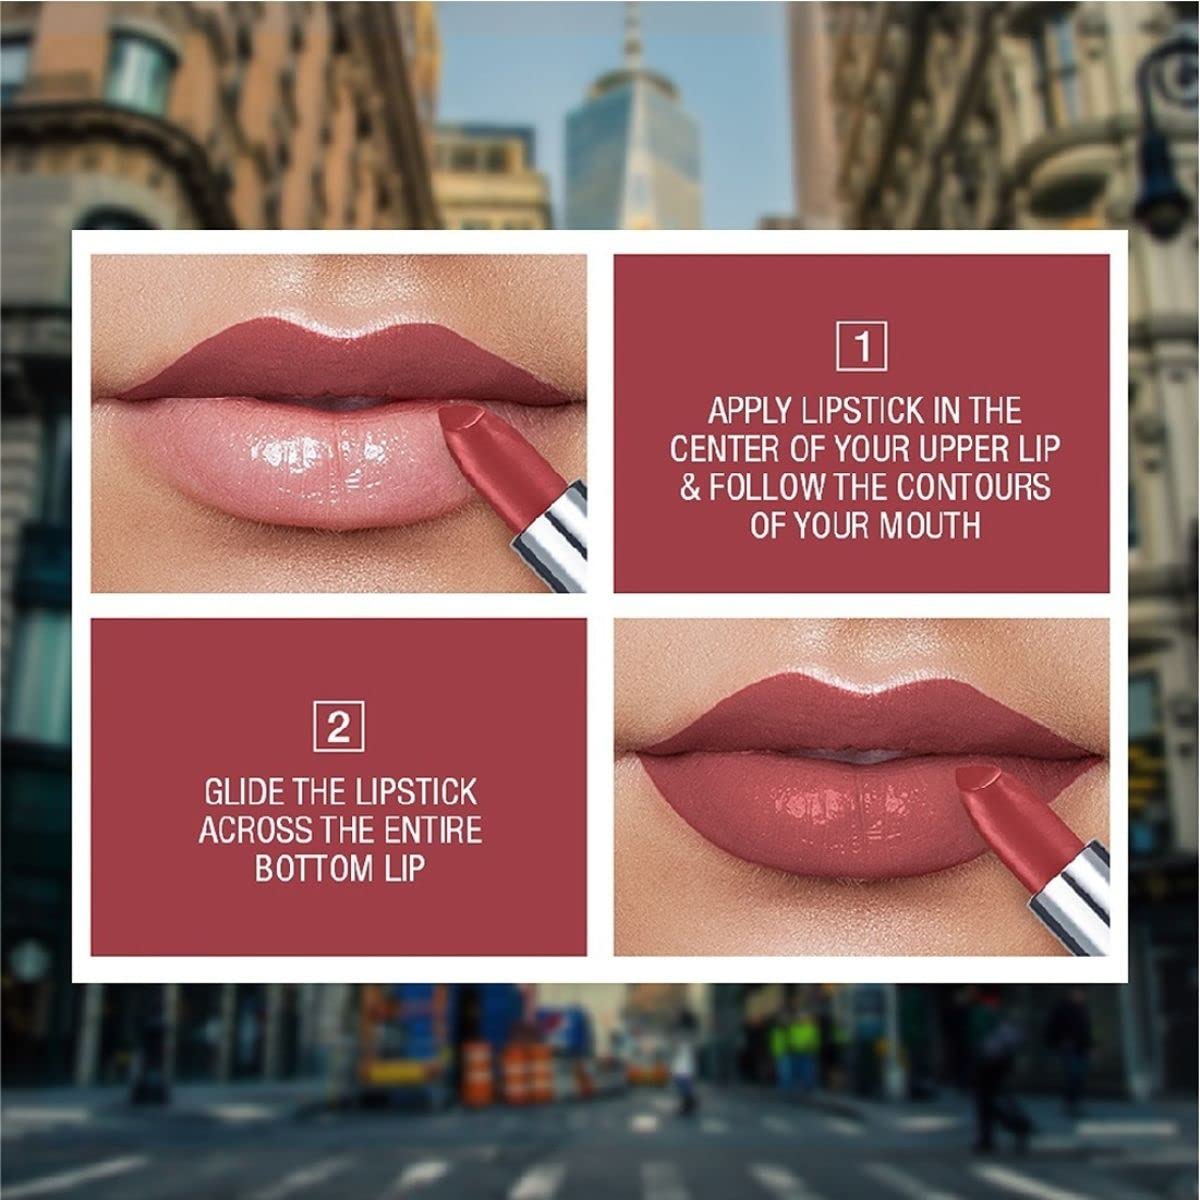 1
APPLY LIPSTICK IN THE
CENTER OF YOUR UPPER LIP
& FOLLOW THE CONTOURS
OF YOUR MOUTH
2
GLIDE THE LIPSTICK
ACROSS THE ENTIRE
BOTTOM LIP